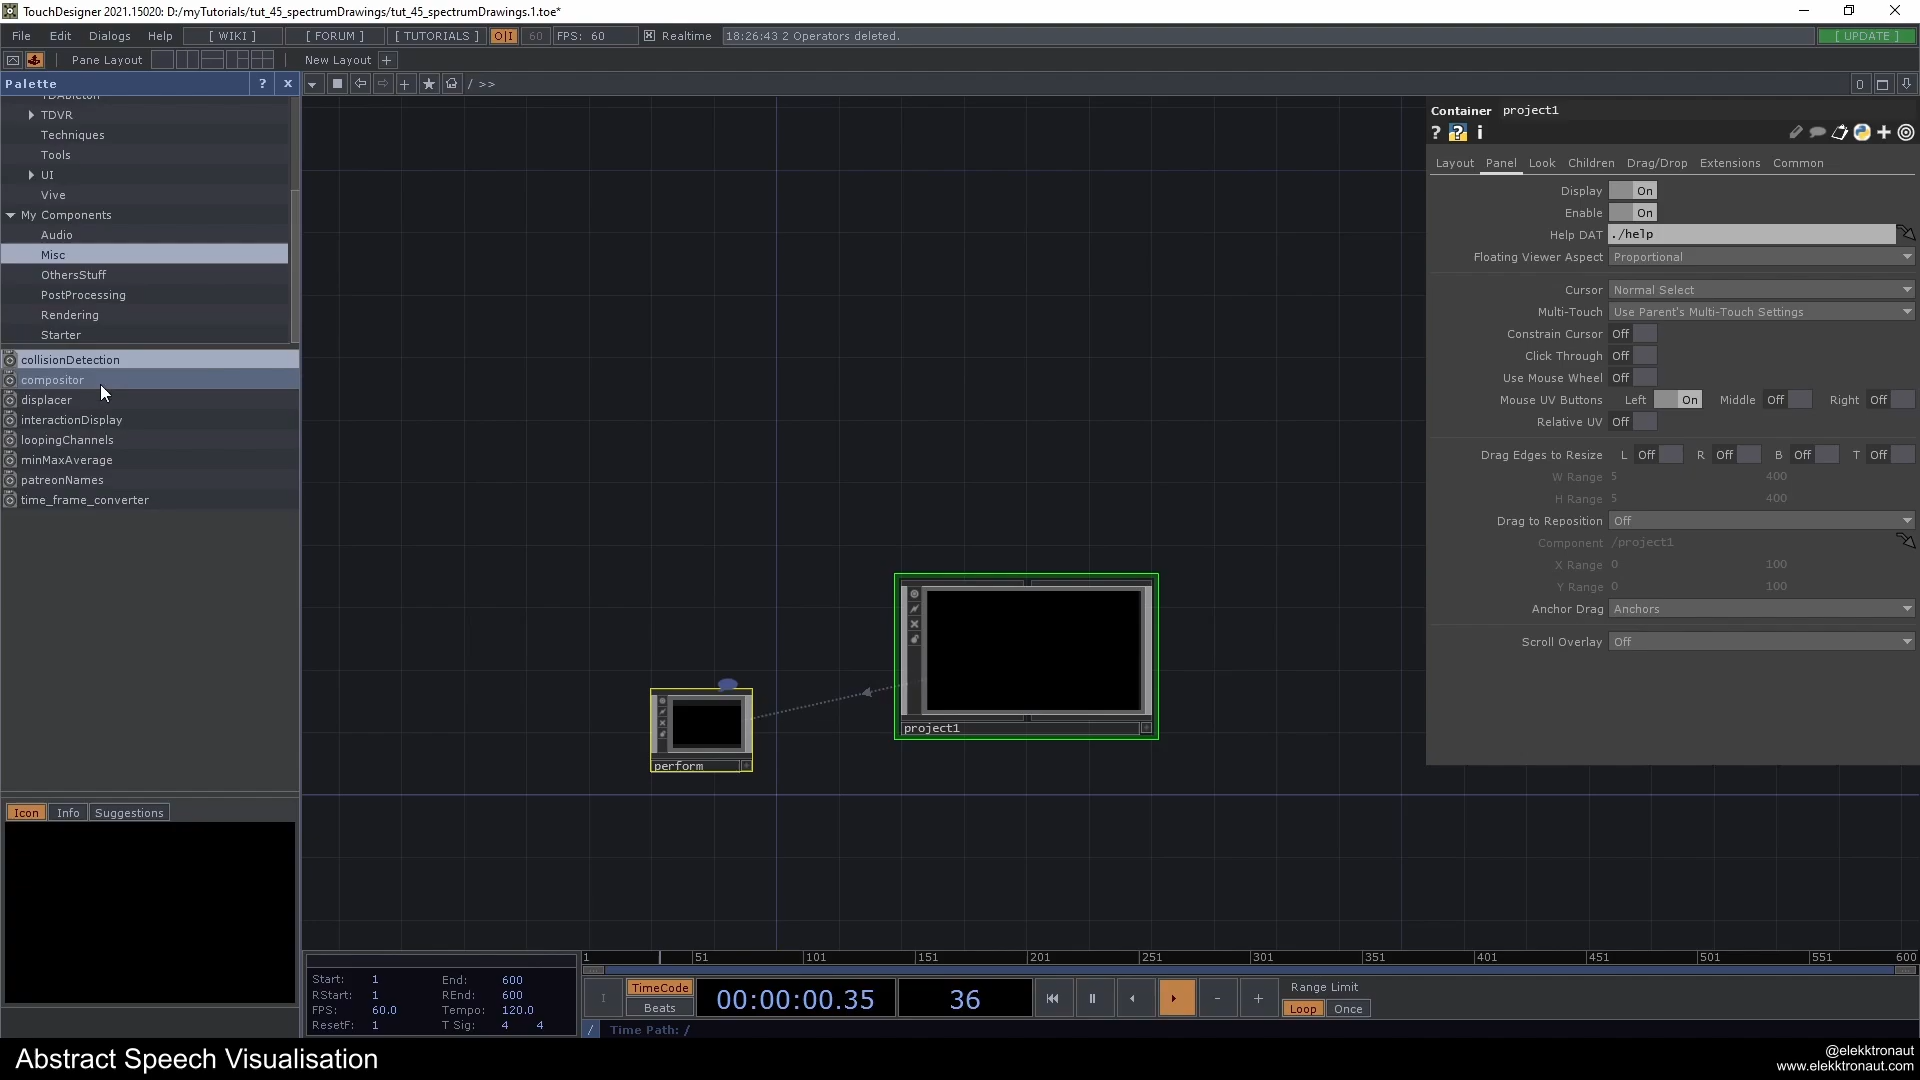 TouchDesigner 2021.15020: D:/myTutorials/tut_45_spectrumDrawings/tut_45_spectrumDrawings.1.toe*
File Edit Dialogs Help [ WIKI ] [ FORUM ] [ TUTORIALS ] O|I 60 FPS: 60 Realtime 18:26:43 2 Operators deleted. [ UPDATE ]
Pane Layout New Layout +
Palette ? x / >> 0
TDAbleton
TDVR
Techniques
Tools
UI
Vive
My Components
Audio
Misc
OthersStuff
PostProcessing
Rendering
Starter
collisionDetection
compositor
displacer
interactionDisplay
loopingChannels
minMaxAverage
patreonNames
time_frame_converter
Icon Info Suggestions
perform
project1
Container project1
? ? i
Layout Panel Look Children Drag/Drop Extensions Common
Display On
Enable On
Help DAT ./help
Floating Viewer Aspect Proportional
Cursor Normal Select
Multi-Touch Use Parent's Multi-Touch Settings
Constrain Cursor Off
Click Through Off
Use Mouse Wheel Off
Mouse UV Buttons Left On Middle Off Right Off
Relative UV Off
Drag Edges to Resize L Off R Off B Off T Off
W Range 5 400
H Range 5 400
Drag to Reposition Off
Component /project1
X Range 0 100
Y Range 0 100
Anchor Drag Anchors
Scroll Overlay Off
1 51 101 151 201 251 301 351 401 451 501 551 600
Start: 1 End: 600
RStart: 1 REnd: 600
FPS: 60.0 Tempo: 120.0
ResetF: 1 T Sig: 4 4
TimeCode
Beats
00:00:00.35 36
- +
Range Limit
Loop Once
/ Time Path: /
Abstract Speech Visualisation
@elekktronaut
www.elekktronaut.com